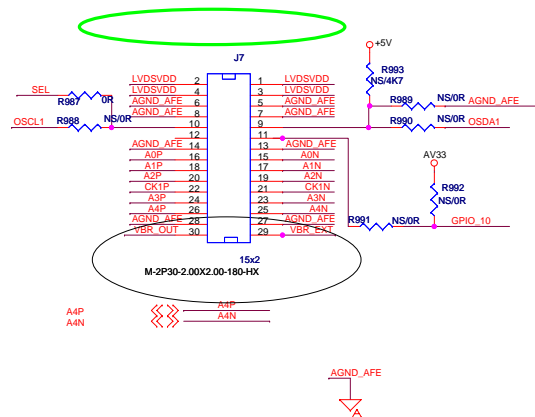 +5V
J7
R993
NS/4K7
LVDSVDD 2 1 LVDSVDD
LVDSVDD 4 3 LVDSVDD
SEL
R987 0R
AGND_AFE 6 5 AGND_AFE
R989 NS/0R AGND_AFE
AGND_AFE 8 7 AGND_AFE
OSCL1 R988 NS/0R
10 9
R990 NS/0R OSDA1
12 11
AGND_AFE 14 13 AGND_AFE
A0P 16 15 A0N
AV33
A1P 18 17 A1N
A2P 20 19 A2N
CK1P 22 21 CK1N
R992
NS/0R
A3P 24 23 A3N
A4P 26 25 A4N
AGND_AFE 28 27 AGND_AFE
R991 NS/0R GPIO_10
VBR_OUT 30 29 VBR_EXT
15x2
M-2P30-2.00X2.00-180-HX
A4P A4P
A4N A4N
AGND_AFE
A